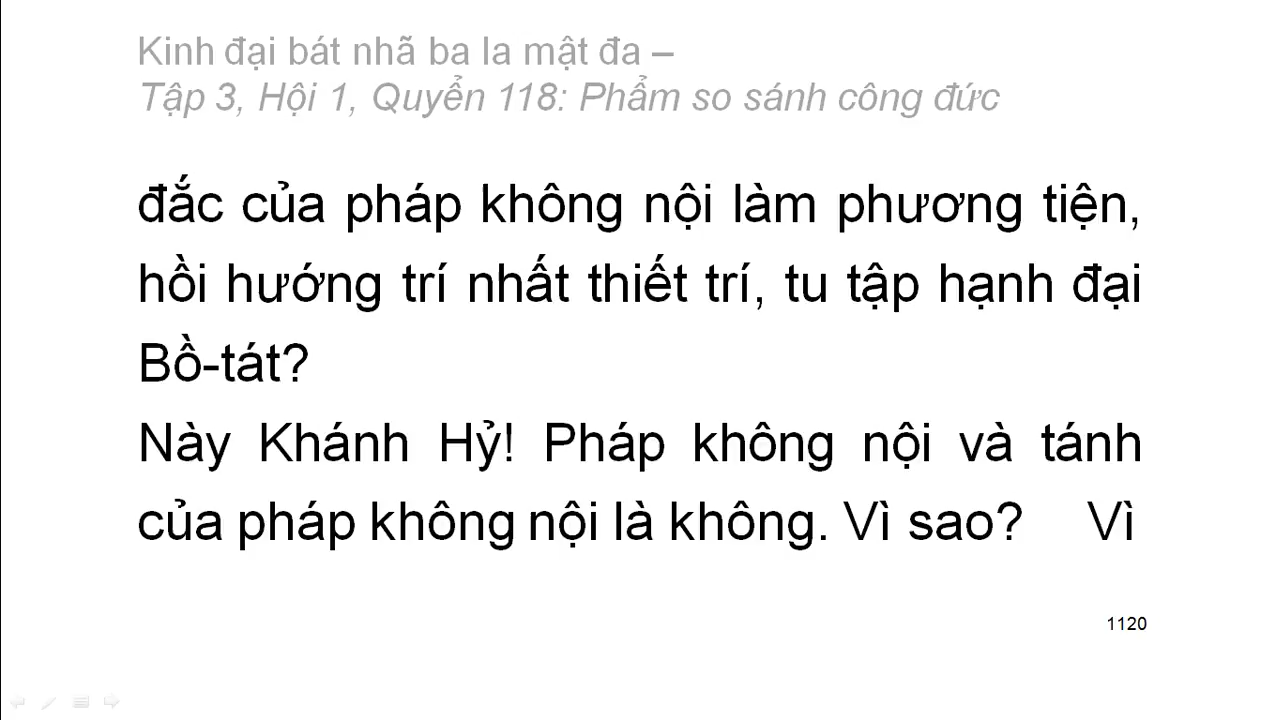 Kinh đại bát nhã ba la mật đa –
Tập 3, Hội 1, Quyển 118: Phẩm so sánh công đức
đắc của pháp không nội làm phương tiện,
hồi hướng trí nhất thiết trí, tu tập hạnh đại
Bồ-tát?
Này Khánh Hỷ! Pháp không nội và tánh
của pháp không nội là không. Vì sao? Vì
1120